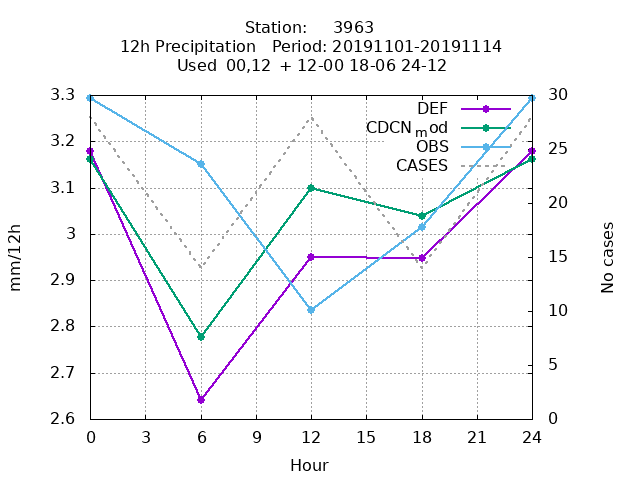 Station: 3963
12h Precipitation Period: 20191101-20191114
Used 00,12 + 12-00 18-06 24-12
DEF
CDCN_mod
OBS
CASES
3.3
3.2
3.1
3
2.9
2.8
2.7
2.6
30
25
20
15
10
5
0
mm/12h
No cases
0 3 6 9 12 15 18 21 24
Hour